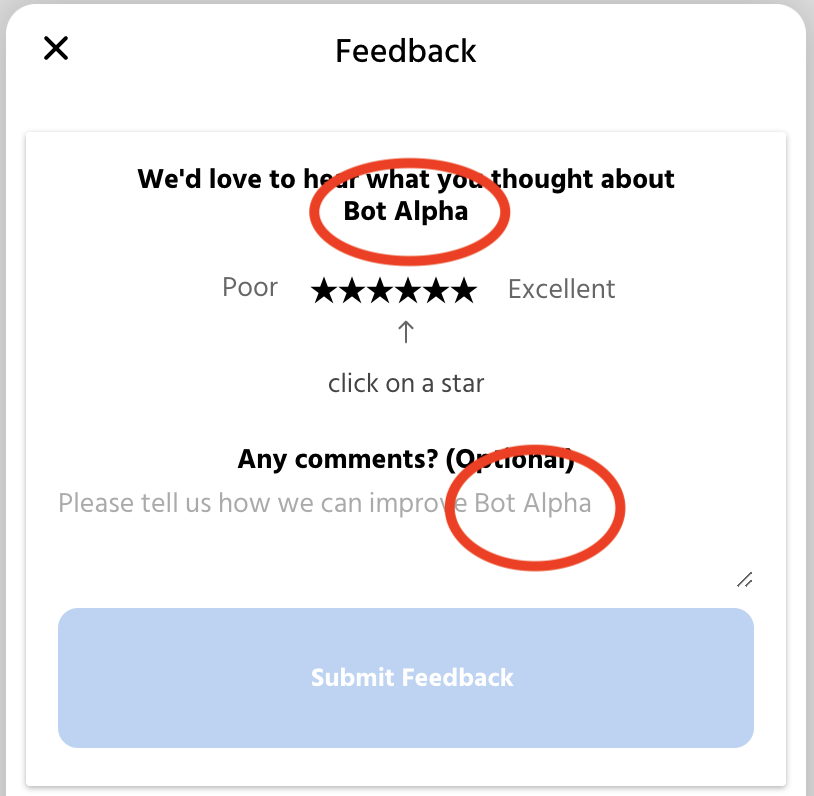 Feedback
We'd love to hear what you thought about
Bot Alpha
Poor ★★★★★★ Excellent
↑
click on a star
Any comments? (Optional)
Please tell us how we can improve Bot Alpha
Submit Feedback